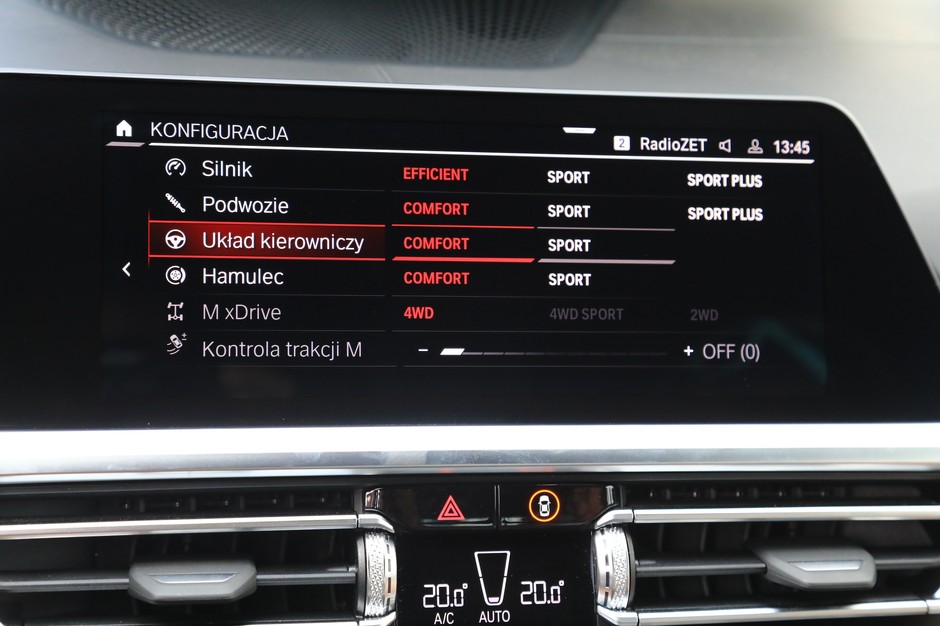 KONFIGURACJA 2 RadioZET 13:45
Silnik EFFICIENT SPORT SPORT PLUS
Podwozie COMFORT SPORT SPORT PLUS
Układ kierowniczy COMFORT SPORT
Hamulec COMFORT SPORT
M xDrive 4WD 4WD SPORT 2WD
Kontrola trakcji M - + OFF (0)
20.0° 20.0°
A/C AUTO